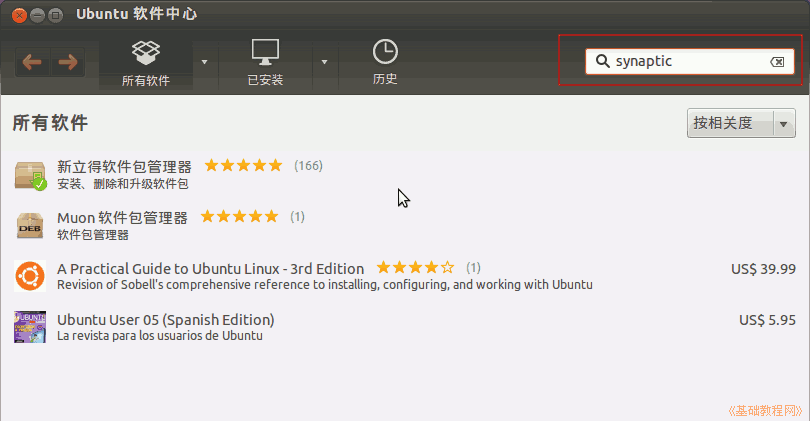 Ubuntu 软件中心
所有软件
已安装
历史
synaptic
所有软件
按相关度
新立得软件包管理器 (166)
安装、删除和升级软件包
Muon 软件包管理器 (1)
DEB
软件包管理器
A Practical Guide to Ubuntu Linux - 3rd Edition (1) US$ 39.99
Revision of Sobell's comprehensive reference to installing, configuring, and working with Ubuntu
UBUNTU
Ubuntu User 05 (Spanish Edition) US$ 5.95
La revista para los usuarios de Ubuntu
《基础教程网》